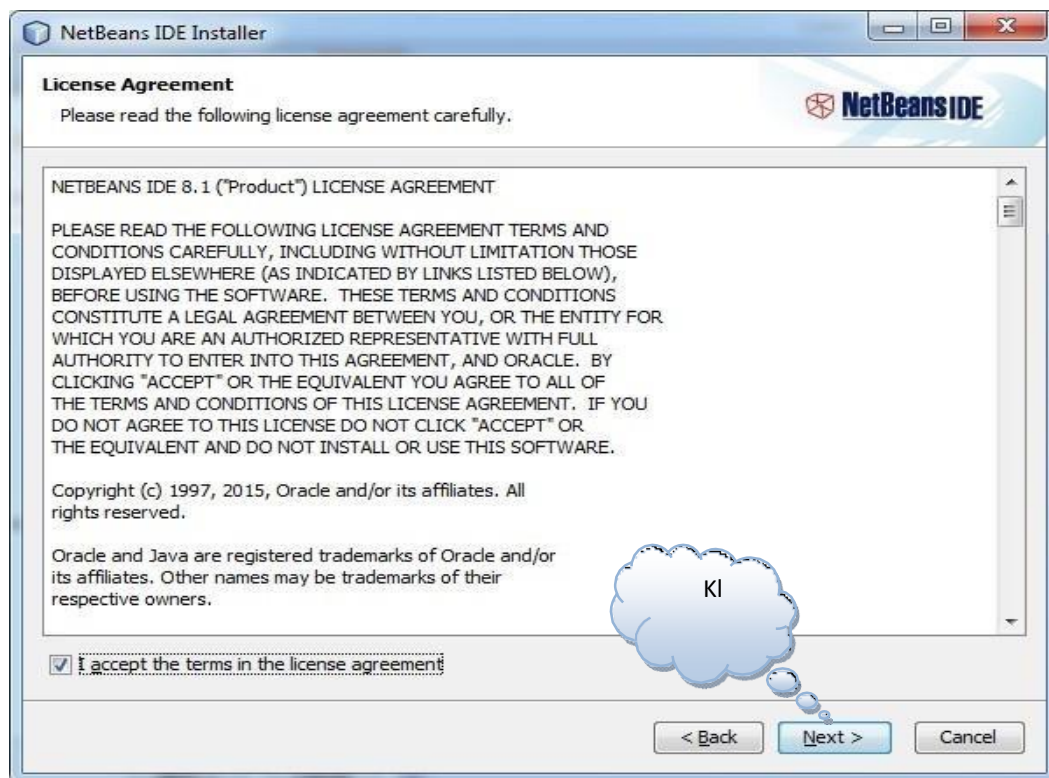 NetBeans IDE Installer
License Agreement
Please read the following license agreement carefully.
NetBeans IDE
NETBEANS IDE 8.1 ("Product") LICENSE AGREEMENT
PLEASE READ THE FOLLOWING LICENSE AGREEMENT TERMS AND
CONDITIONS CAREFULLY, INCLUDING WITHOUT LIMITATION THOSE
DISPLAYED ELSEWHERE (AS INDICATED BY LINKS LISTED BELOW),
BEFORE USING THE SOFTWARE.  THESE TERMS AND CONDITIONS
CONSTITUTE A LEGAL AGREEMENT BETWEEN YOU, OR THE ENTITY FOR
WHICH YOU ARE AN AUTHORIZED REPRESENTATIVE WITH FULL
AUTHORITY TO ENTER INTO THIS AGREEMENT, AND ORACLE.  BY
CLICKING "ACCEPT" OR THE EQUIVALENT YOU AGREE TO ALL OF
THE TERMS AND CONDITIONS OF THIS LICENSE AGREEMENT.  IF YOU
DO NOT AGREE TO THIS LICENSE DO NOT CLICK "ACCEPT" OR
THE EQUIVALENT AND DO NOT INSTALL OR USE THIS SOFTWARE.
Copyright (c) 1997, 2015, Oracle and/or its affiliates. All
rights reserved.
Oracle and Java are registered trademarks of Oracle and/or
its affiliates. Other names may be trademarks of their
respective owners.
Kl
I accept the terms in the license agreement
< Back
Next >
Cancel